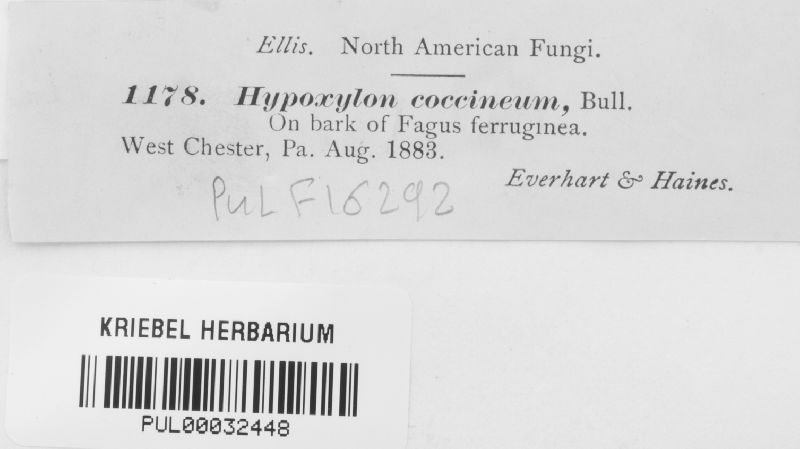 Ellis. North American Fungi.
1178. Hypoxylon coccineum, Bull.
On bark of Fagus ferruginea.
West Chester, Pa. Aug. 1883.
Everhart & Haines.
PUL F16292
KRIEBEL HERBARIUM
PUL00032448